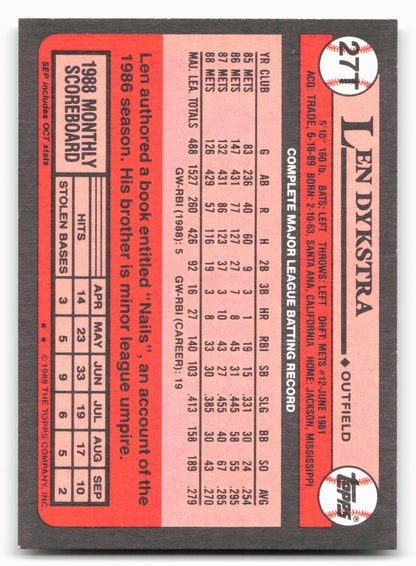 27T
LEN DYKSTRA ◆ OUTFIELD
TOPPS®
5'10" 160 lb. BATS: LEFT THROWS: LEFT DRFT: METS #12-JUNE 1981
ACQ: TRADE, 6-18-89 BORN: 2-10-63, SANTA ANA, CALIFORNIA HOME: JACKSON, MISSISSIPPI
COMPLETE MAJOR LEAGUE BATTING RECORD
YR CLUB G AB R H 2B 3B HR RBI SB SLG BB SO AVG
85 METS 83 236 40 60 9 3 1 19 15 .331 30 24 .254
86 METS 147 431 77 127 27 7 8 45 31 .445 58 55 .295
87 METS 132 431 86 123 37 3 10 43 27 .455 40 67 .285
88 METS 126 429 57 116 19 3 8 33 30 .385 30 43 .270
MAJ. LEA. TOTALS 488 1527 260 426 92 16 27 140 103 .413 158 189 .279
GW-RBI (1988): 5 GW-RBI (CAREER): 19
Len authored a book entitled "Nails", an account of the
1986 season. His brother is minor league umpire.
1988 MONTHLY
SCOREBOARD
SEP includes OCT stats
APR MAY JUN JUL AUG SEP
HITS 14 23 33 19 17 10
STOLEN BASES 3 5 9 6 5 2
* * © 1989 THE TOPPS COMPANY, INC.